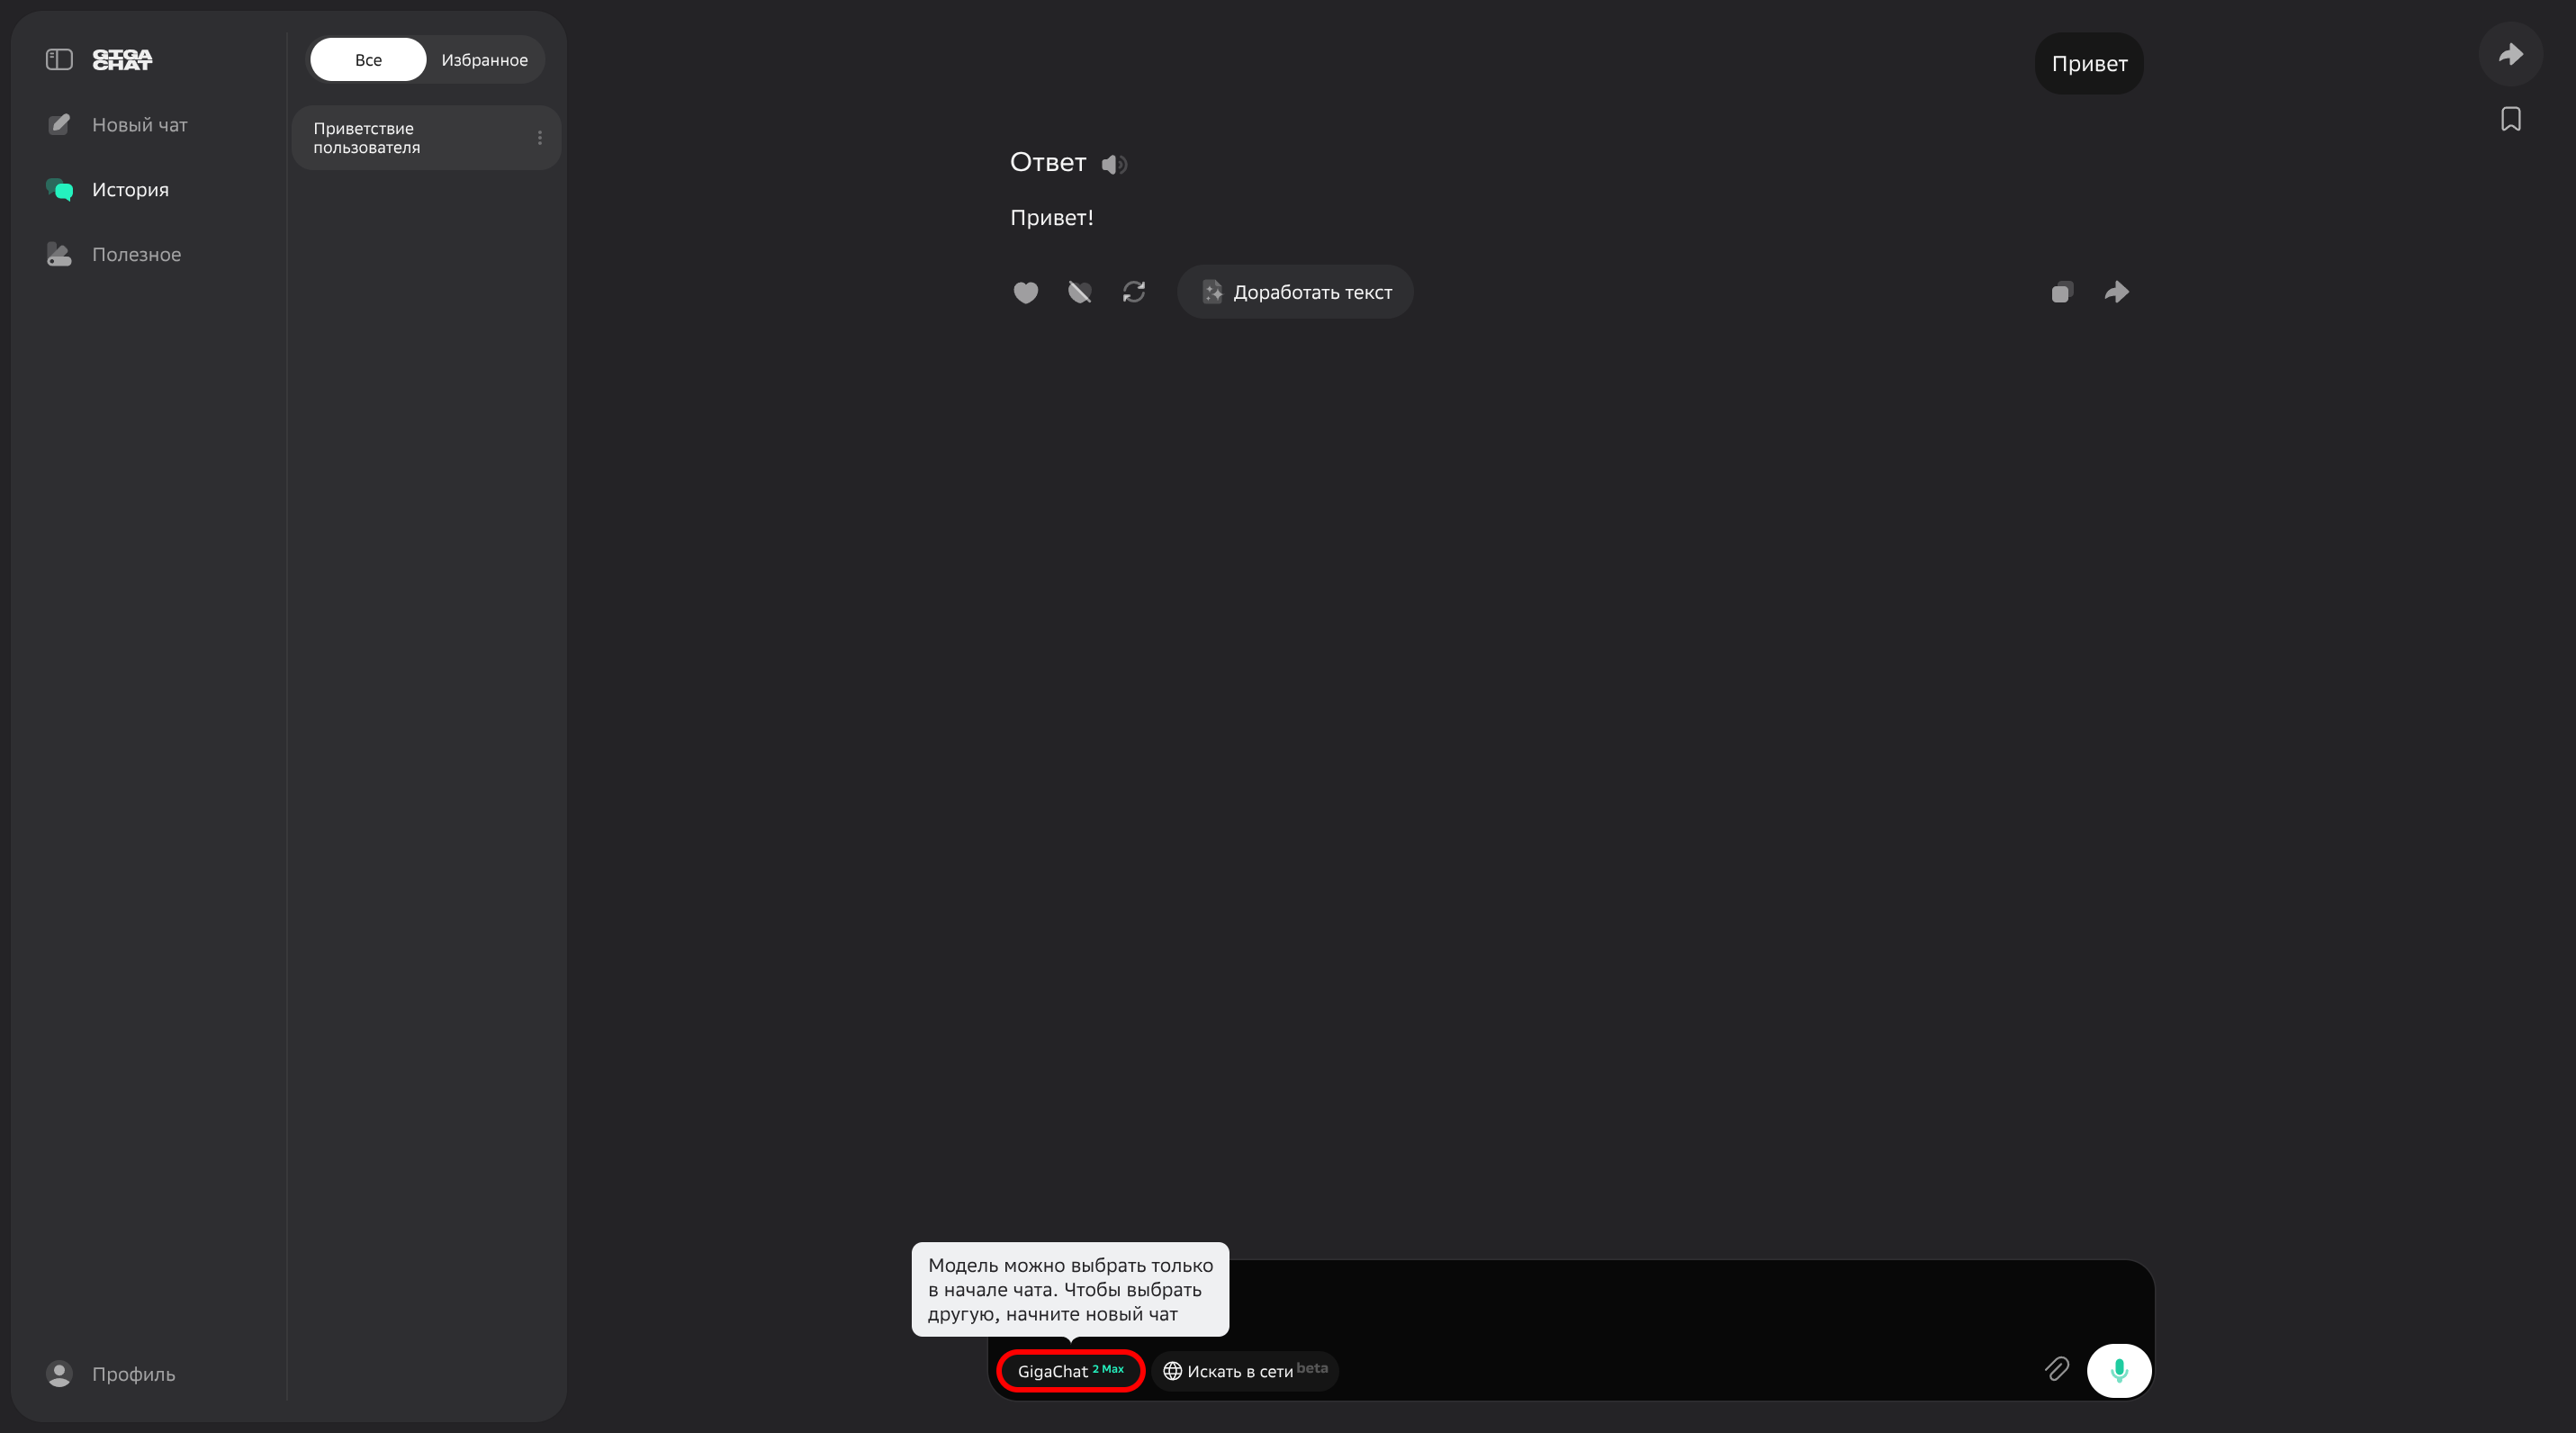 GIGA
CHAT
Новый чат
История
Полезное
Профиль
Все
Избранное
Приветствие
пользователя
Привет
Ответ
Привет!
Доработать текст
Модель можно выбрать только
в начале чата. Чтобы выбрать
другую, начните новый чат
GigaChat 2 Max
Искать в сети beta